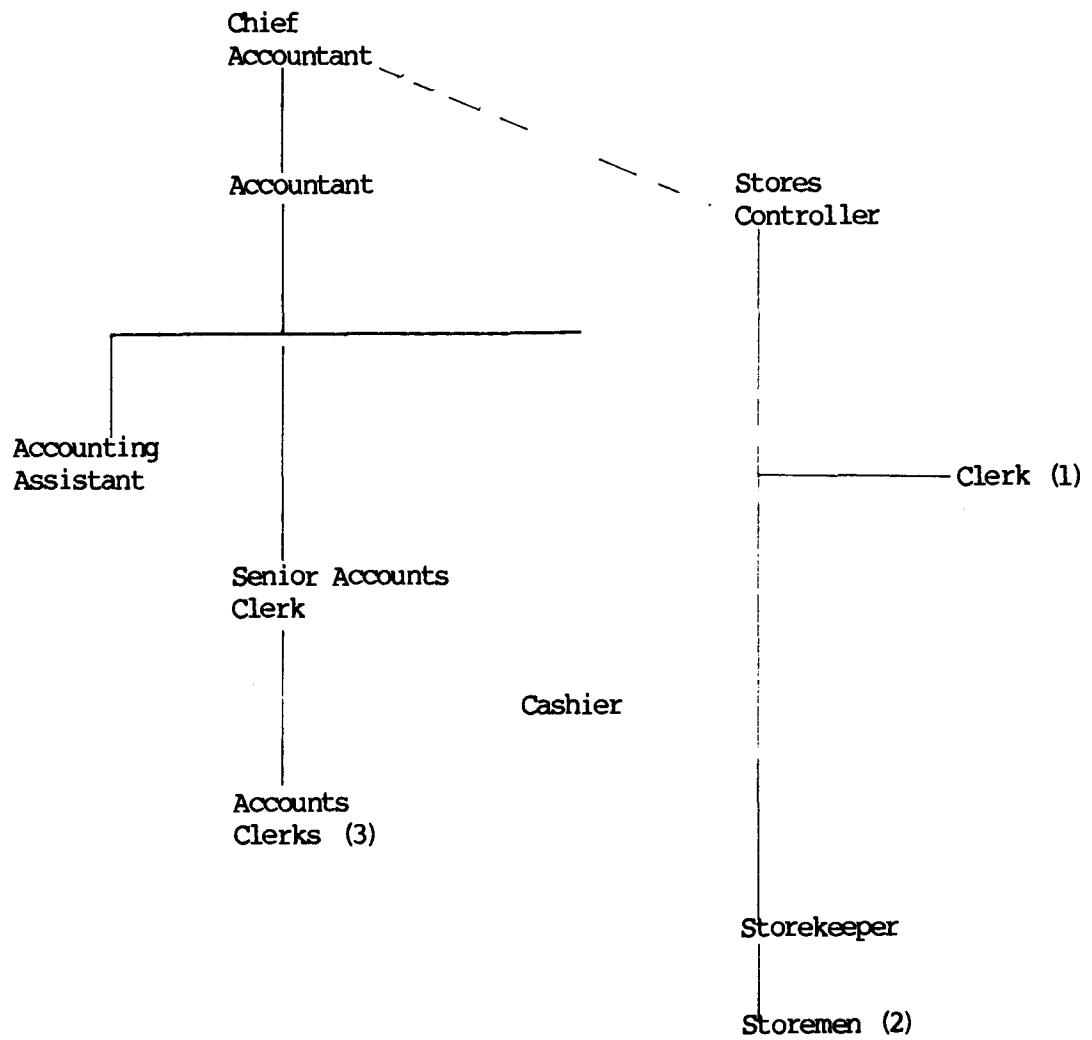 Chief
Accountant
Accountant
Stores
Controller
Accounting
Assistant
Clerk (1)
Senior Accounts
Clerk
Cashier
Accounts
Clerks (3)
Storekeeper
Storemen (2)